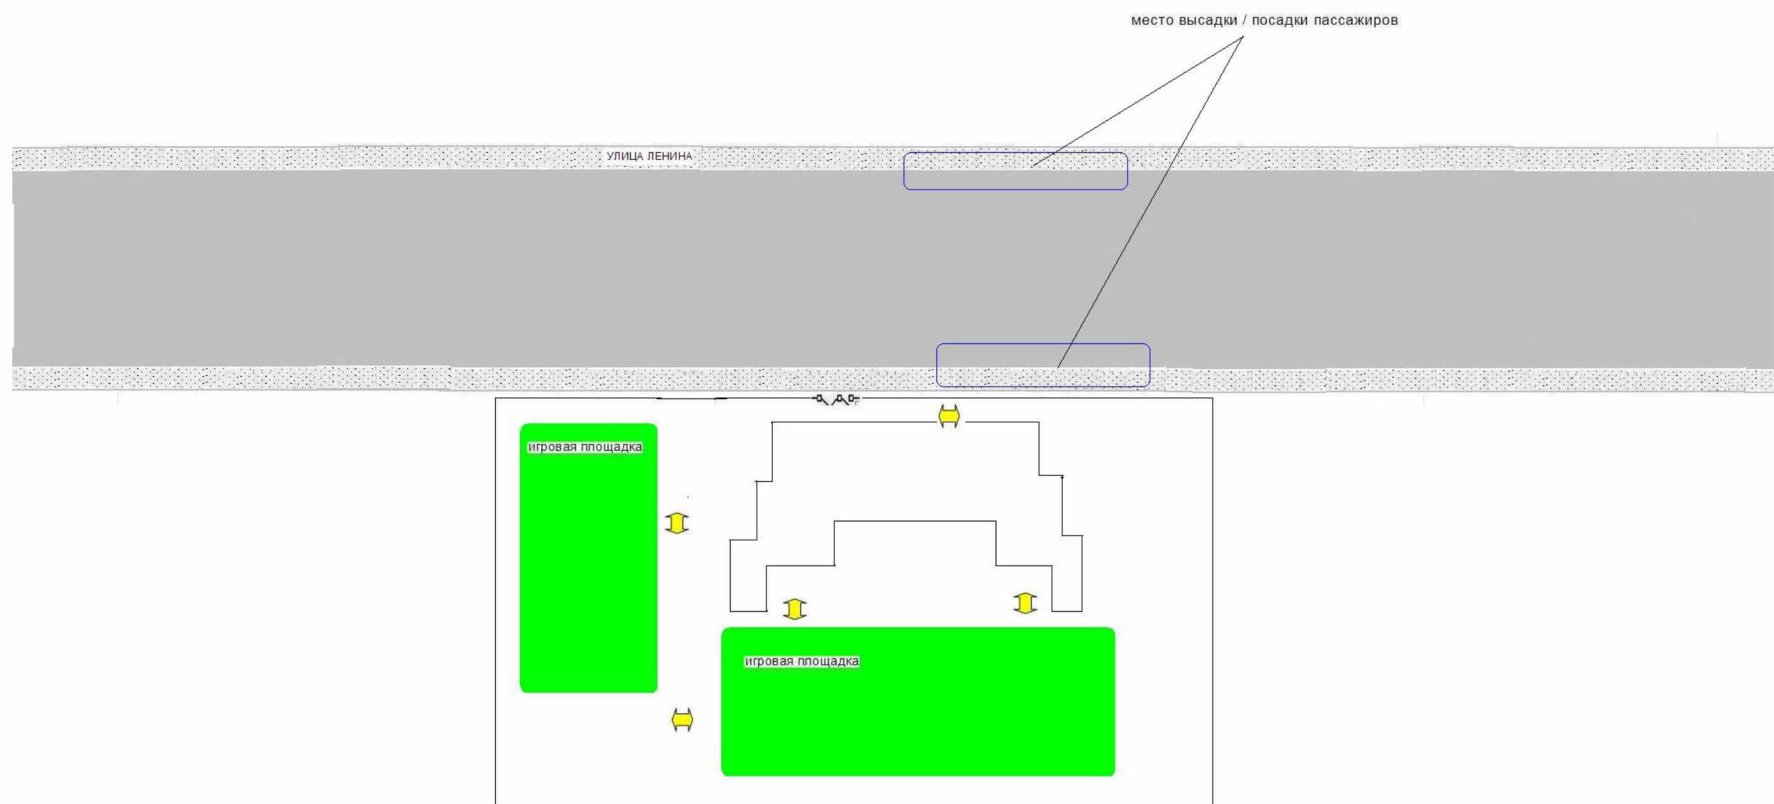 место высадки / посадки пассажиров
УЛИЦА ЛЕНИНА
игровая площадка
игровая площадка